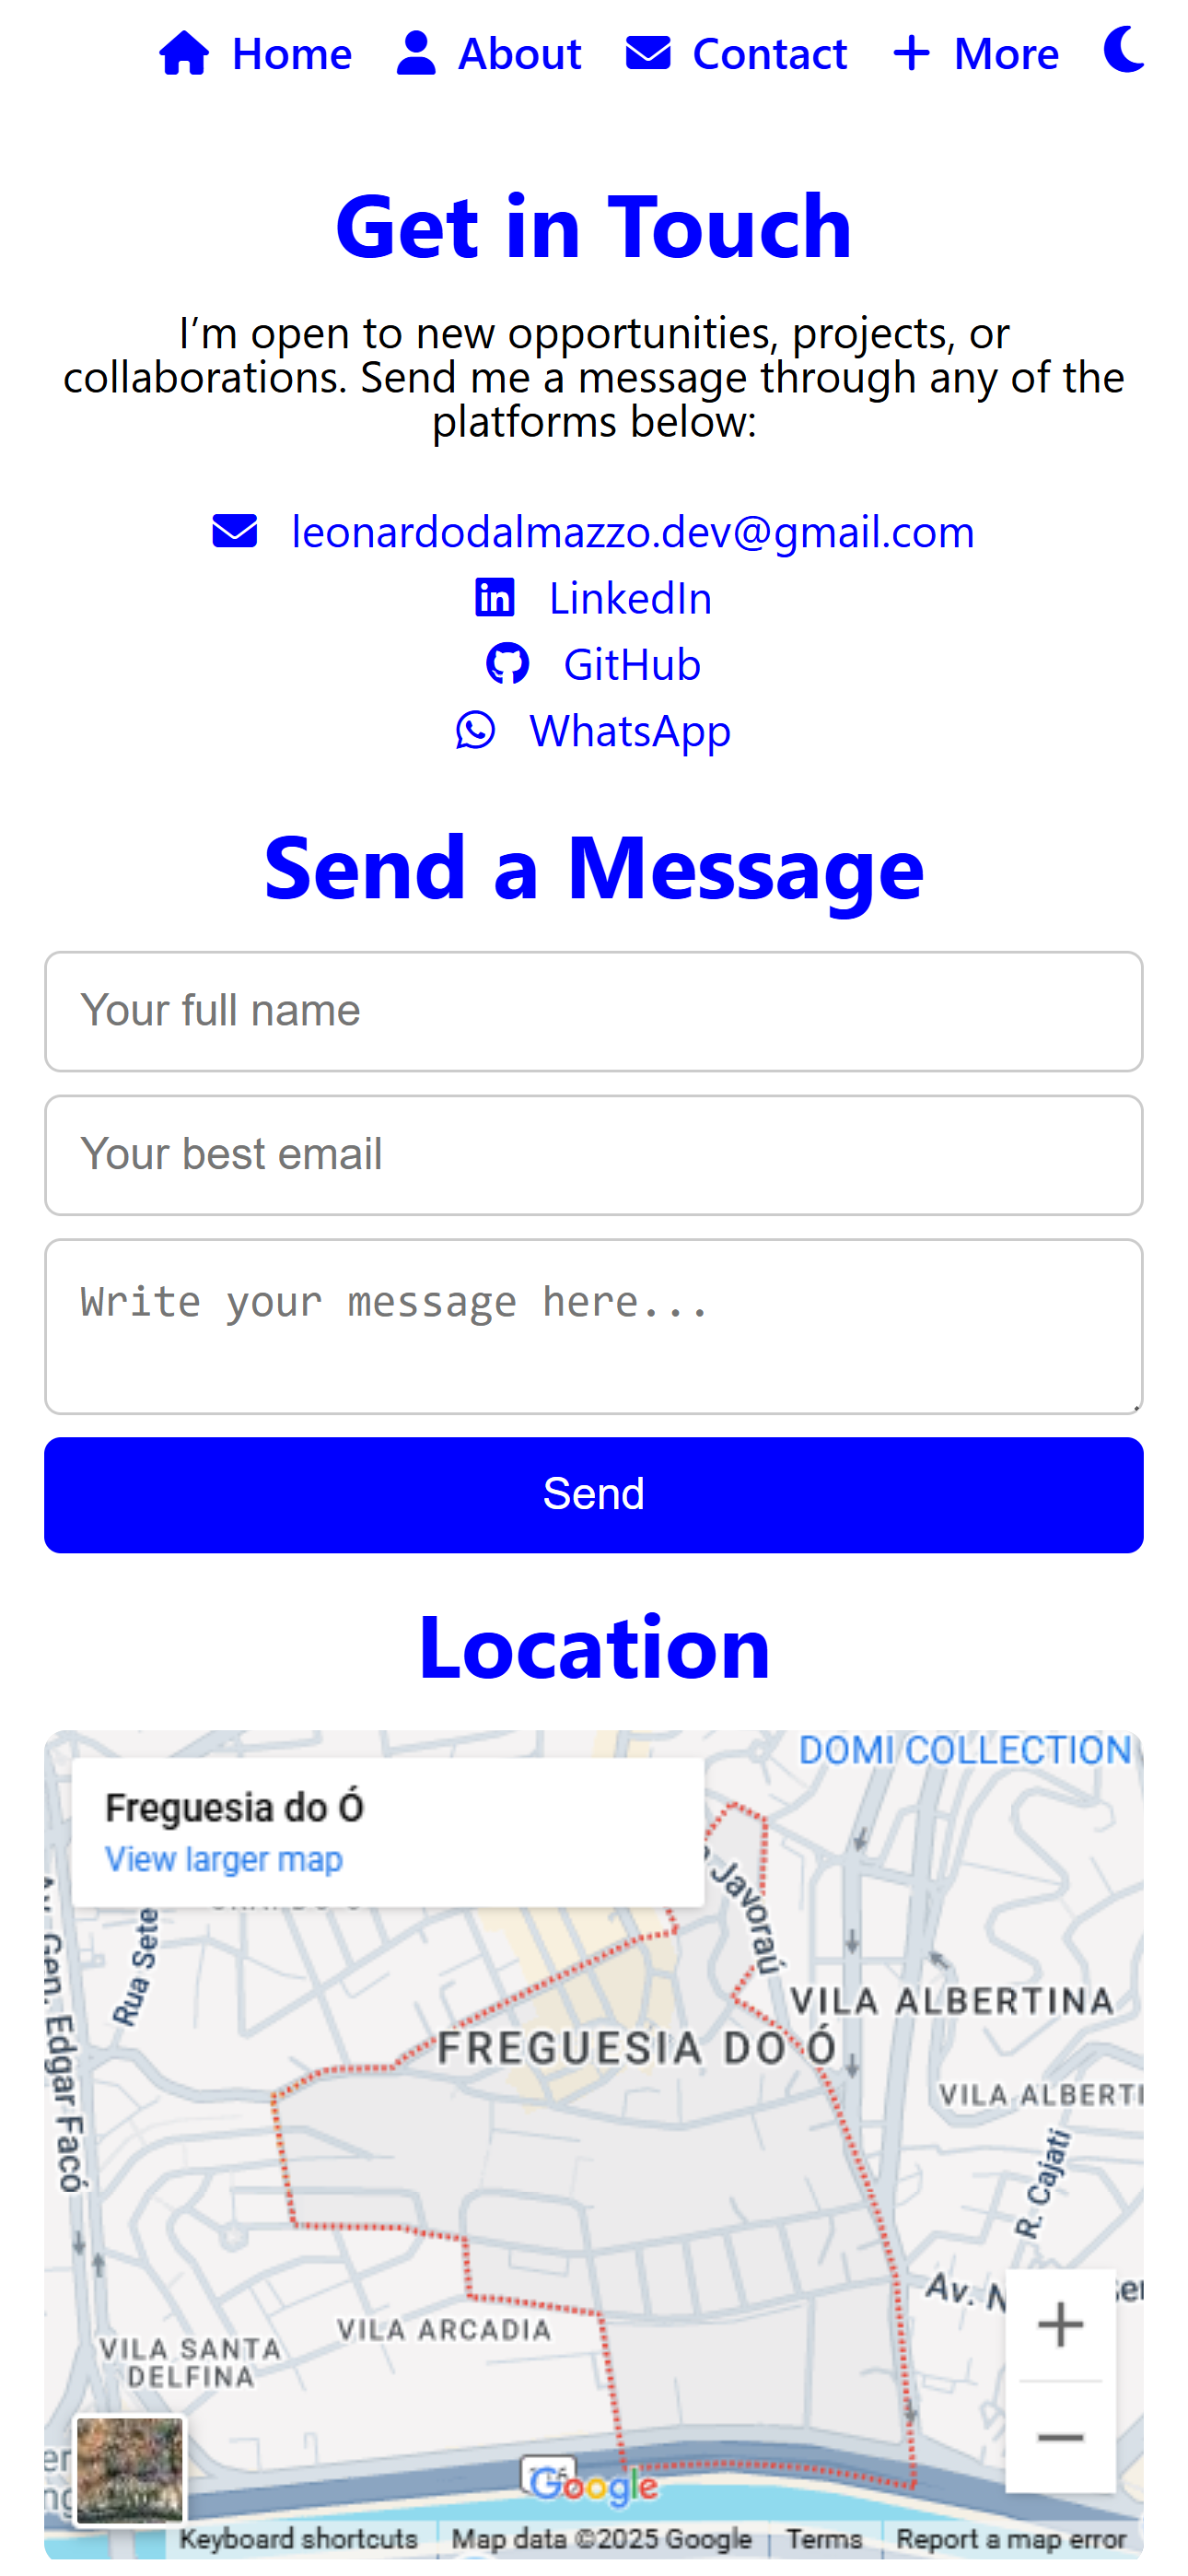 Home About Contact More
Get in Touch
I’m open to new opportunities, projects, or
collaborations. Send me a message through any of the
platforms below:
leonardodalmazzo.dev@gmail.com
LinkedIn
GitHub
WhatsApp
Send a Message
Your full name
Your best email
Write your message here...
Send
Location
DOMI COLLECTION
Freguesia do Ó
View larger map
Rua Sete
Javoraú
Gen. Edgar Facó
VILA ALBERTINA
FREGUESIA DO Ó
VILA ALBERTI
R. Cajati
Av. N
VILA ARCADIA
VILA SANTA
DELFINA
Google
Keyboard shortcuts Map data ©2025 Google Terms Report a map error